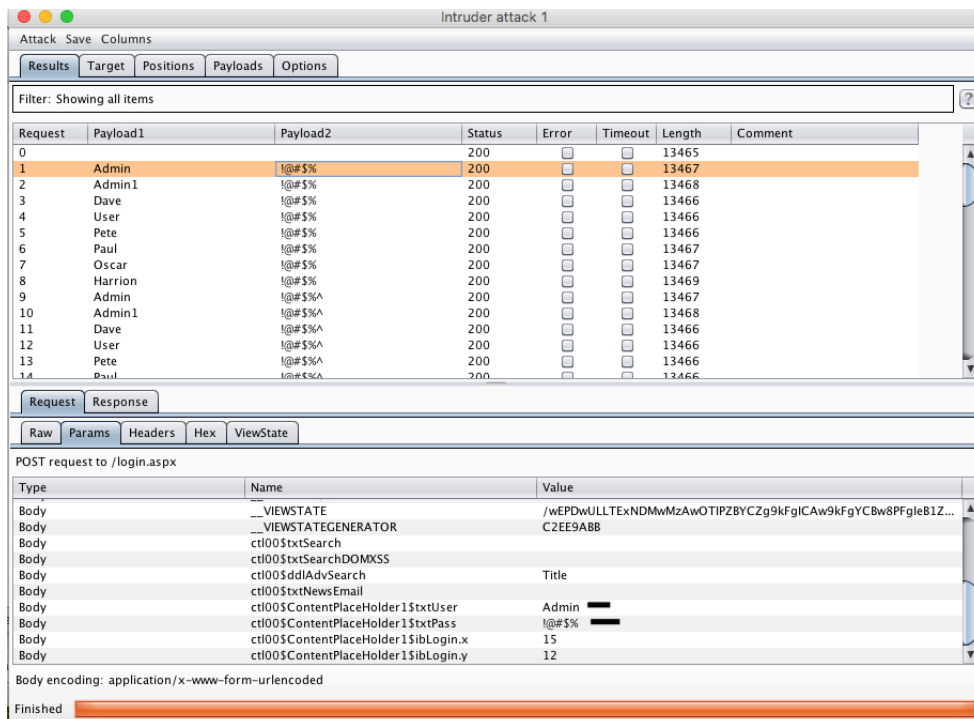 Intruder attack 1
Attack Save Columns
Results Target Positions Payloads Options
Filter: Showing all items
?
Request Payload1 Payload2 Status Error Timeout Length Comment
0 200 13465
1 Admin !@#$% 200 13467
2 Admin1 !@#$% 200 13468
3 Dave !@#$% 200 13466
4 User !@#$% 200 13466
5 Pete !@#$% 200 13466
6 Paul !@#$% 200 13467
7 Oscar !@#$% 200 13467
8 Harrion !@#$% 200 13469
9 Admin !@#$%^ 200 13467
10 Admin1 !@#$%^ 200 13468
11 Dave !@#$%^ 200 13466
12 User !@#$%^ 200 13466
13 Pete !@#$%^ 200 13466
14 Paul !@#$%^ 200 13466
Request Response
Raw Params Headers Hex ViewState
POST request to /login.aspx
Type Name Value
Body __VIEWSTATE
Body __VIEWSTATEGENERATOR C2EE9ABB
Body ctl00$txtSearch
Body ctl00$txtSearchDOMXSS
Body ctl00$ddlAdvSearch Title
Body ctl00$txtNewsEmail
Body ctl00$ContentPlaceHolder1$txtUser Admin
Body ctl00$ContentPlaceHolder1$txtPass !@#$%
Body ctl00$ContentPlaceHolder1$ibLogin.x 15
Body ctl00$ContentPlaceHolder1$ibLogin.y 12
Body encoding: application/x-www-form-urlencoded
Finished